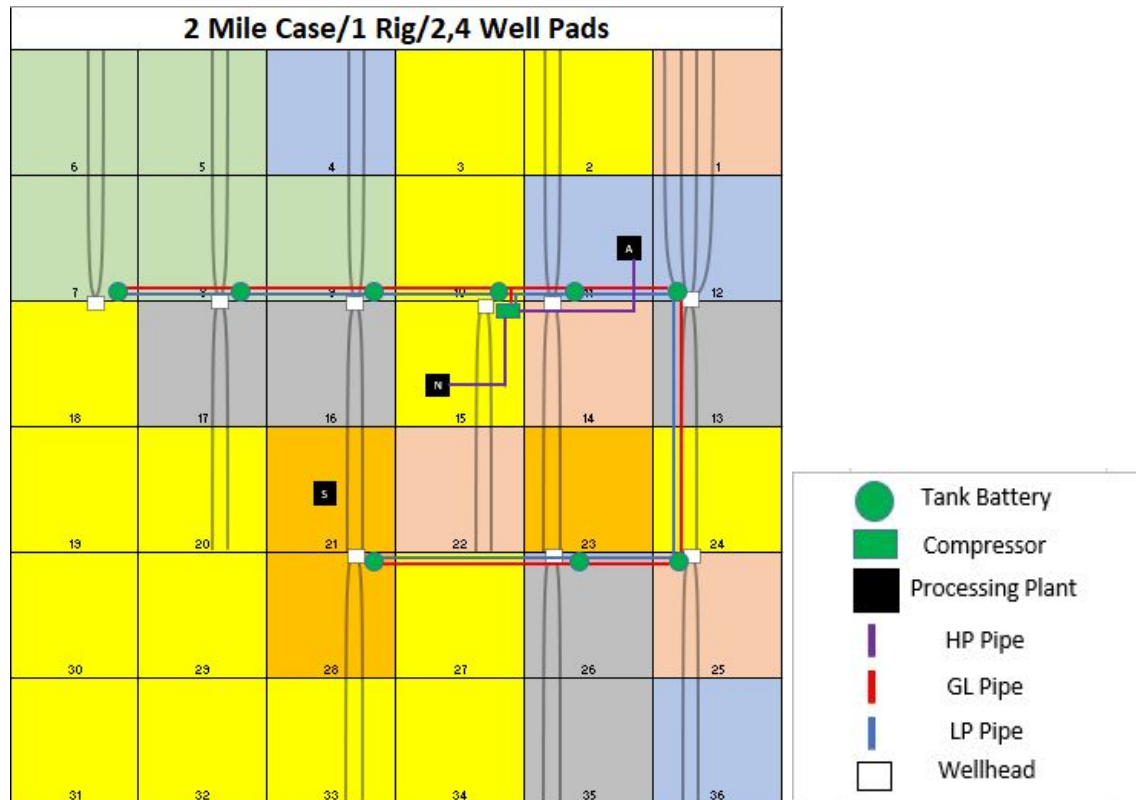 2 Mile Case/1 Rig/2,4 Well Pads
6 5 4 3 2 1
A
7 8 9 10 11 12
N
18 17 16 15 14 13
S
19 20 21 22 23 24
30 29 28 27 26 25
31 32 33 34 35 36
Tank Battery
Compressor
Processing Plant
HP Pipe
GL Pipe
LP Pipe
Wellhead